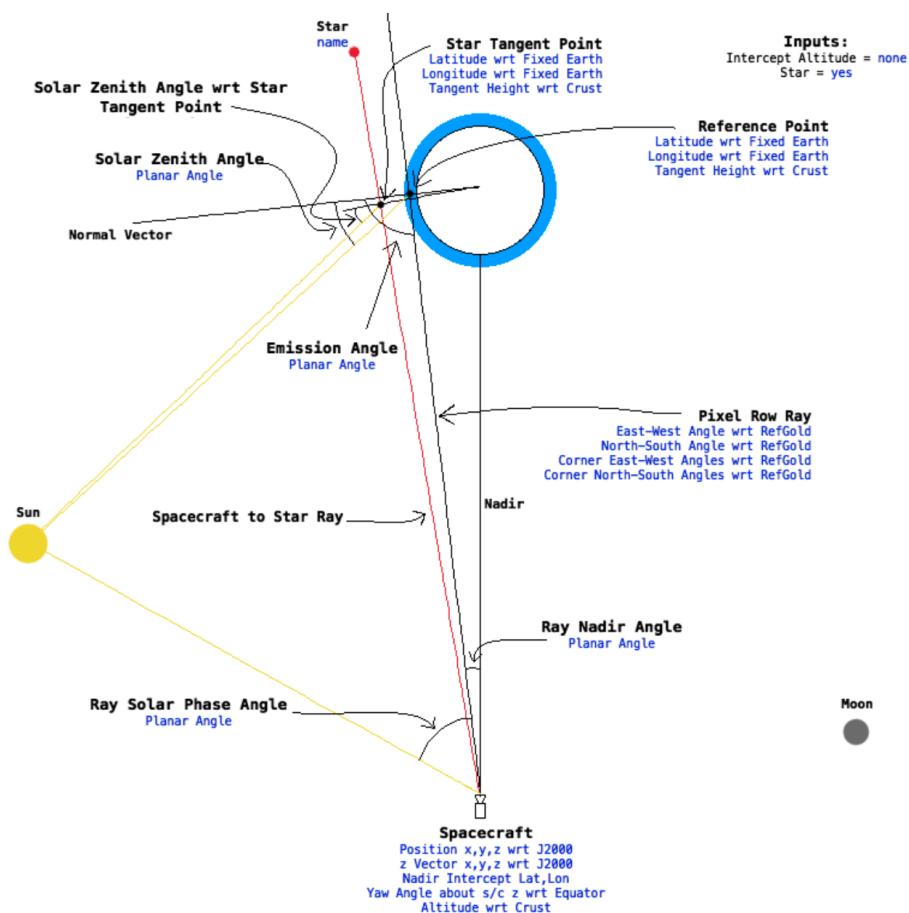 Star
name
Star Tangent Point
Latitude wrt Fixed Earth
Longitude wrt Fixed Earth
Tangent Height wrt Crust
Inputs:
Intercept Altitude = none
Star = yes
Solar Zenith Angle wrt Star
Tangent Point
Reference Point
Latitude wrt Fixed Earth
Longitude wrt Fixed Earth
Tangent Height wrt Crust
Solar Zenith Angle
Planar Angle
Normal Vector
Emission Angle
Planar Angle
Pixel Row Ray
East-West Angle wrt RefGold
North-South Angle wrt RefGold
Corner East-West Angles wrt RefGold
Corner North-South Angles wrt RefGold
Nadir
Sun
Spacecraft to Star Ray
Ray Nadir Angle
Planar Angle
Ray Solar Phase Angle
Planar Angle
Moon
Spacecraft
Position x,y,z wrt J2000
z Vector x,y,z wrt J2000
Nadir Intercept Lat,Lon
Yaw Angle about s/c z wrt Equator
Altitude wrt Crust